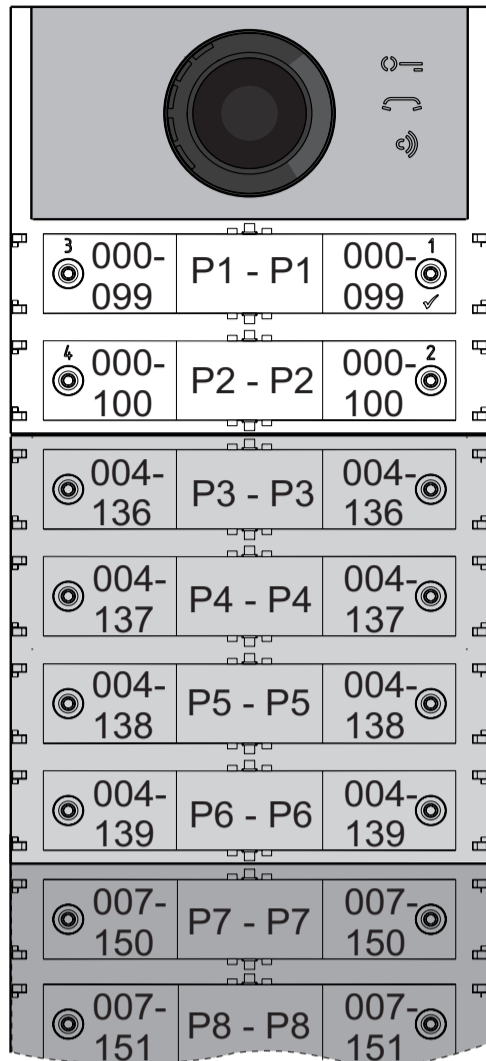 3 000- P1 - P1 000- 1
099 099 ✓
4 000- P2 - P2 000- 2
100 100
004- P3 - P3 004-
136 136
004- P4 - P4 004-
137 137
004- P5 - P5 004-
138 138
004- P6 - P6 004-
139 139
007- P7 - P7 007-
150 150
007- P8 - P8 007-
151 151